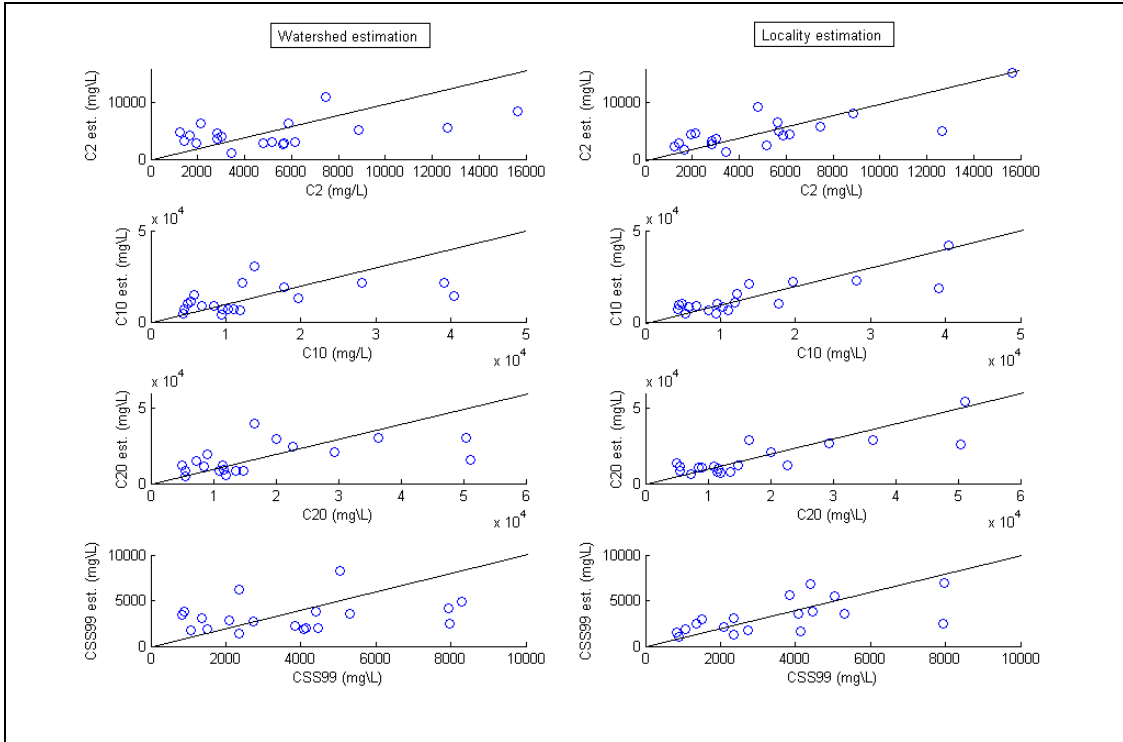 Watershed estimation
Locality estimation
C2 est. (mg\L)
10000
0
0 2000 4000 6000 8000 10000 12000 14000 16000
C2 (mg/L)
C2 est. (mg\L)
10000
0
0 2000 4000 6000 8000 10000 12000 14000 16000
C2 (mg\L)
x 10^4
C10 est. (mg\L)
5
0
0 1 2 3 4 5
C10 (mg/L)
x 10^4
x 10^4
C10 est. (mg\L)
5
0
0 1 2 3 4 5
C10 (mg\L)
x 10^4
x 10^4
C20 est. (mg\L)
5
0
0 1 2 3 4 5 6
C20 (mg\L)
x 10^4
x 10^4
C20 est. (mg\L)
5
0
0 1 2 3 4 5 6
C20 (mg\L)
x 10^4
CSS99 est. (mg\L)
10000
5000
0
0 2000 4000 6000 8000 10000
CSS99 (mg\L)
CSS99 est. (mg\L)
10000
5000
0
0 2000 4000 6000 8000 10000
CSS99 (mg\L)